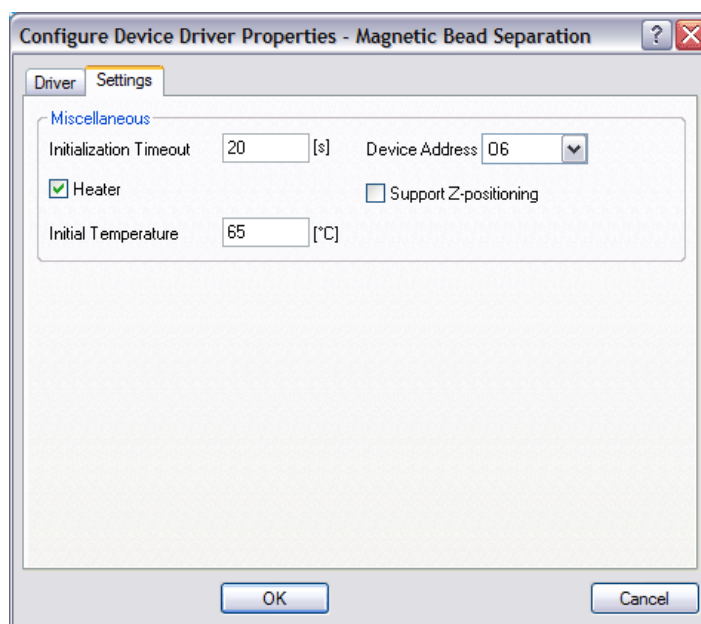 Configure Device Driver Properties - Magnetic Bead Separation
Driver Settings
Miscellaneous
Initialization Timeout 20 [s] Device Address 06
Heater Support Z-positioning
Initial Temperature 65 [°C]
OK Cancel